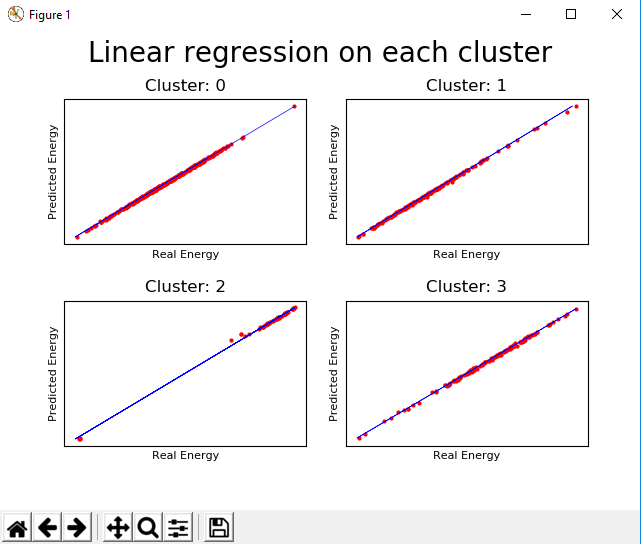 Figure 1
Linear regression on each cluster
Cluster: 0
Cluster: 1
Predicted Energy
Predicted Energy
Real Energy
Real Energy
Cluster: 2
Cluster: 3
Predicted Energy
Predicted Energy
Real Energy
Real Energy